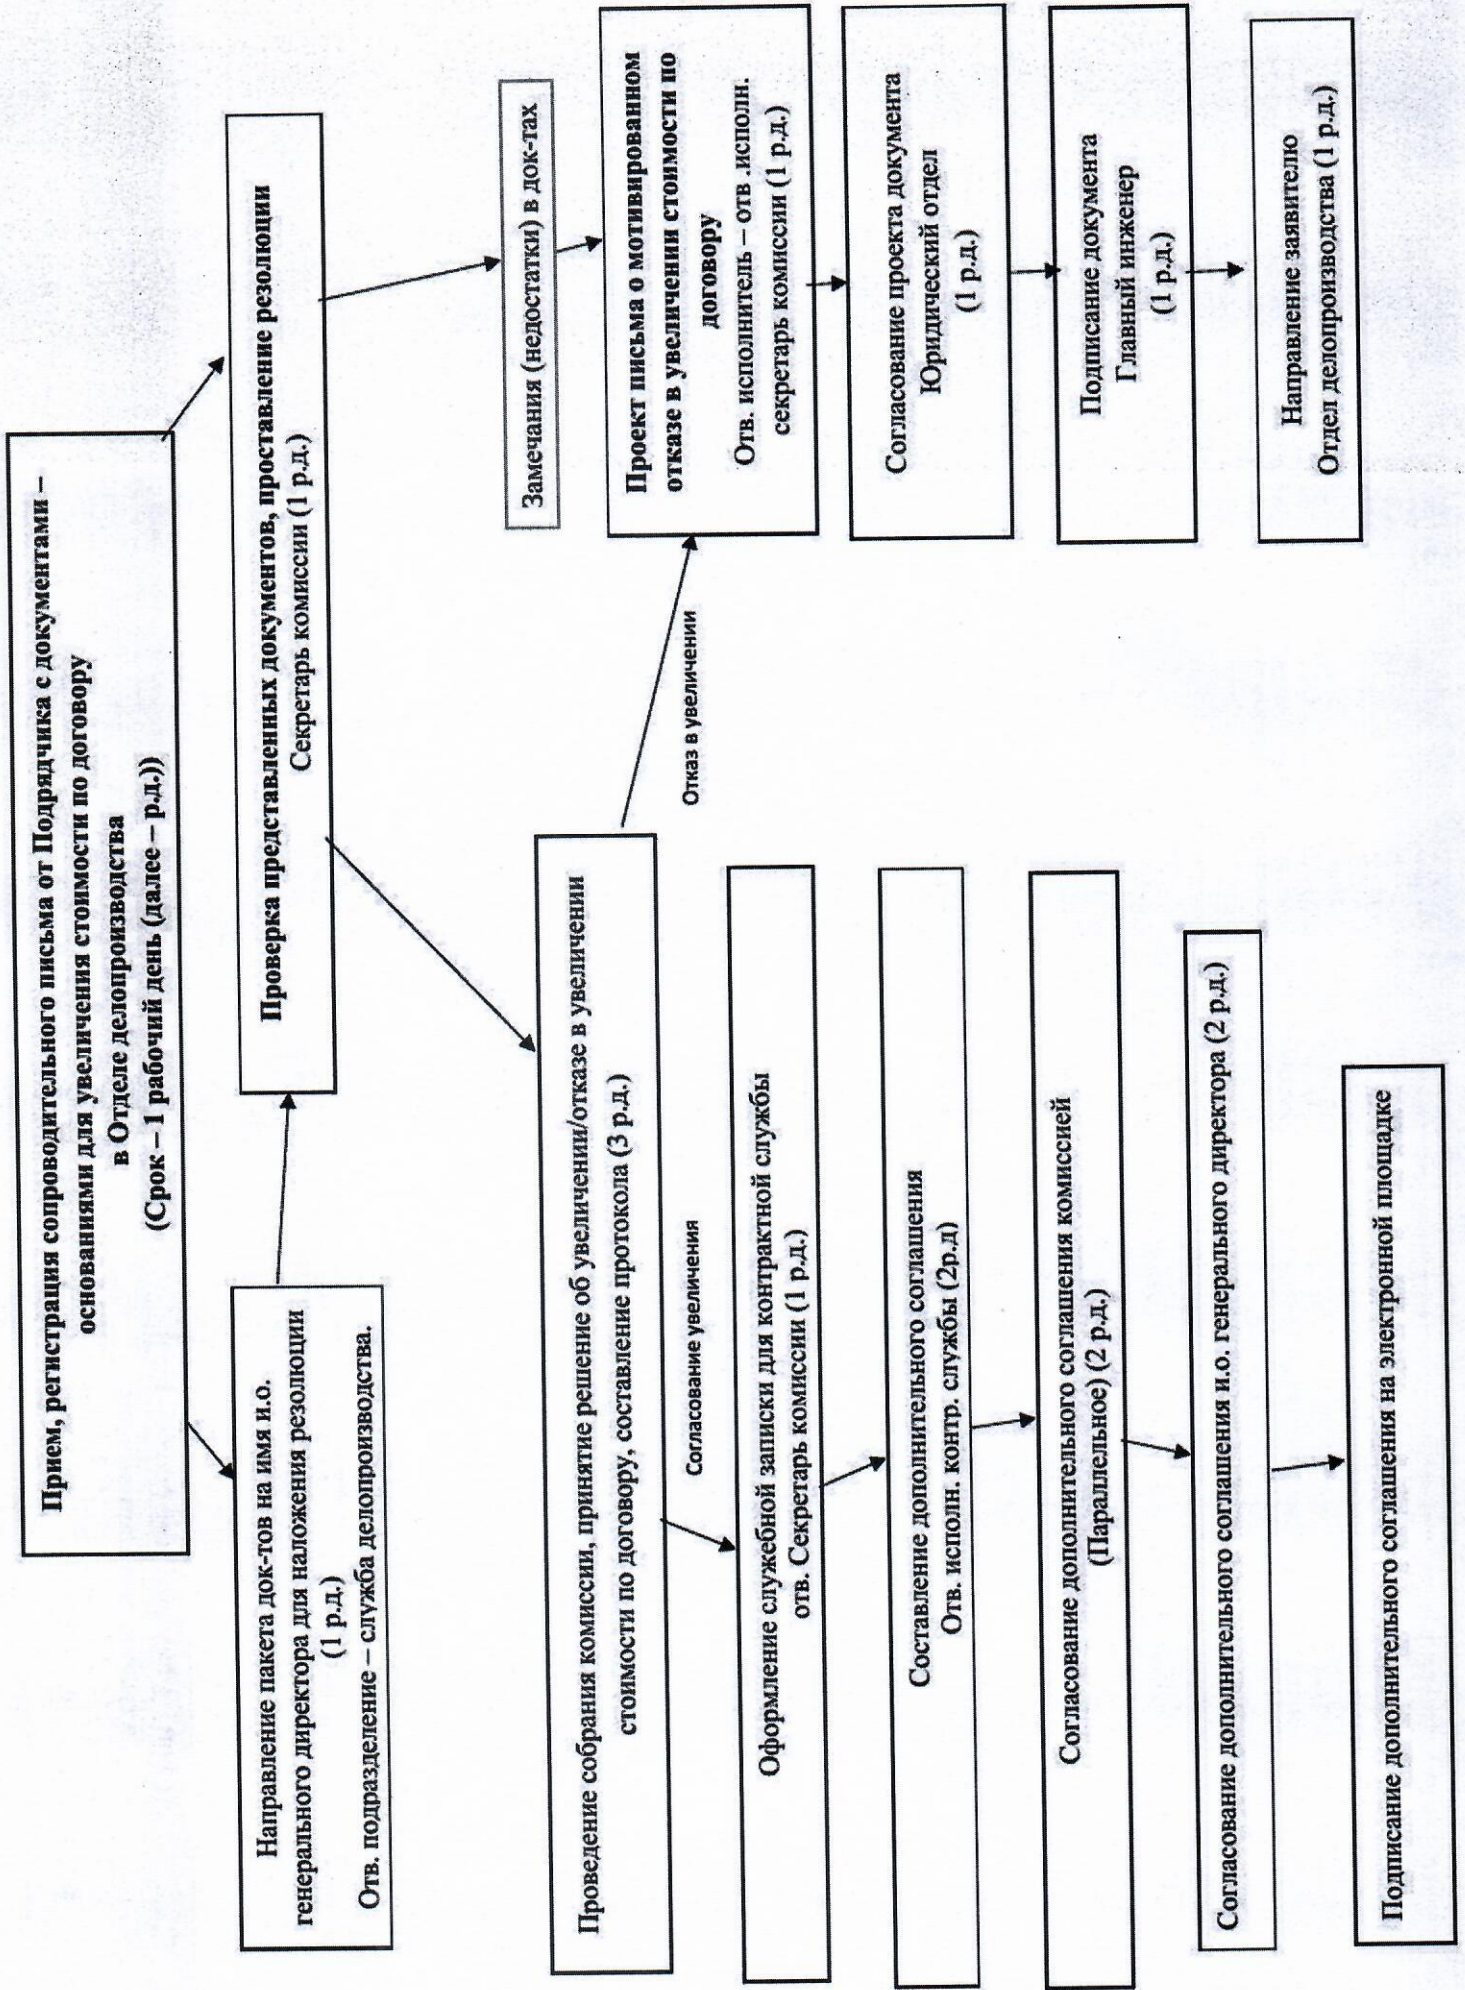 Прием, регистрация сопроводительного письма от Подрядчика с документами –
основаниями для увеличения стоимости по договору
в Отделе делопроизводства
(Срок – 1 рабочий день (далее – р.д.))
Направление пакета док-тов на имя и.о.
генерального директора для наложения резолюции
(1 р.д.)
Отв. подразделение – служба делопроизводства.
Проверка представленных документов, проставление резолюции
Секретарь комиссии (1 р.д.)
Замечания (недостатки) в док-тах
Проведение собрания комиссии, принятие решение об увеличении/отказе в увеличении
стоимости по договору, составление протокола (3 р.д.)
Отказ в увеличении
Проект письма о мотивированном
отказе в увеличении стоимости по
договору
Отв. исполнитель – отв .исполн.
секретарь комиссии (1 р.д.)
Согласование увеличения
Оформление служебной записки для контрактной службы
отв. Секретарь комиссии (1 р.д.)
Согласование проекта документа
Юридический отдел
(1 р.д.)
Составление дополнительного соглашения
Отв. исполн. контр. службы (2р.д)
Подписание документа
Главный инженер
(1 р.д.)
Согласование дополнительного соглашения комиссией
(Параллельное) (2 р.д.)
Направление заявителю
Отдел делопроизводства (1 р.д.)
Согласование дополнительного соглашения и.о. генерального директора (2 р.д.)
Подписание дополнительного соглашения на электронной площадке